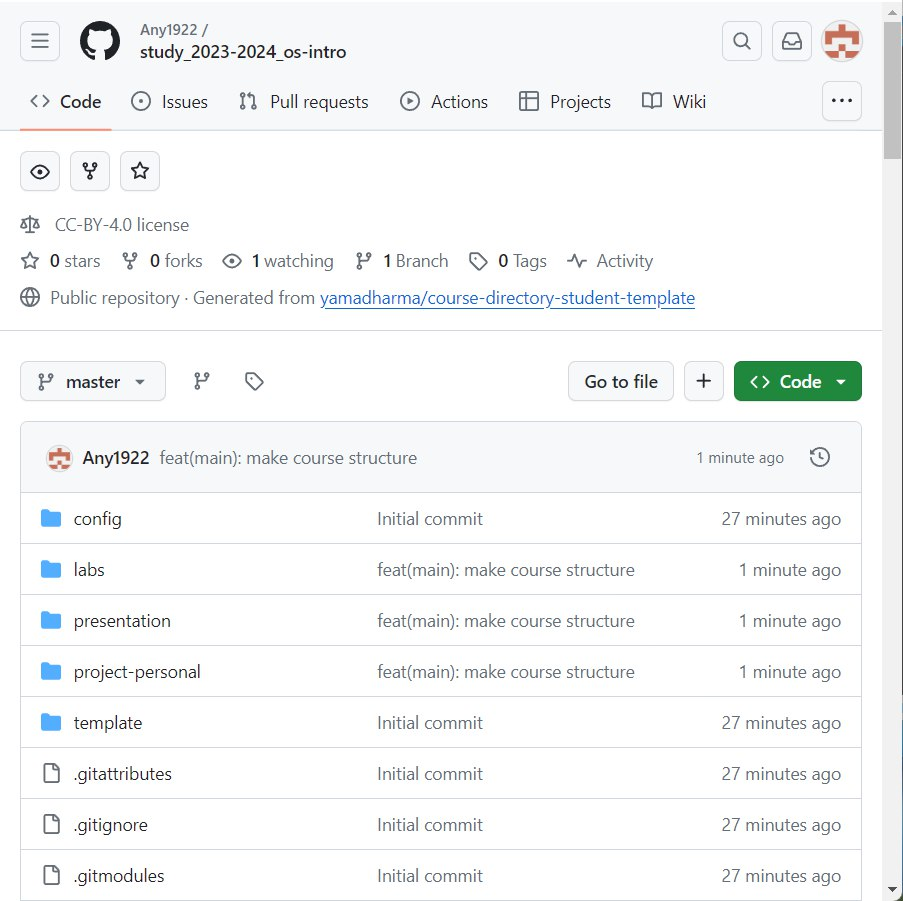 Any1922 /
study_2023-2024_os-intro
Code Issues Pull requests Actions Projects Wiki
CC-BY-4.0 license
0 stars 0 forks 1 watching 1 Branch 0 Tags Activity
Public repository · Generated from yamadharma/course-directory-student-template
master Go to file Code
Any1922 feat(main): make course structure 1 minute ago
config Initial commit 27 minutes ago
labs feat(main): make course structure 1 minute ago
presentation feat(main): make course structure 1 minute ago
project-personal feat(main): make course structure 1 minute ago
template Initial commit 27 minutes ago
.gitattributes Initial commit 27 minutes ago
.gitignore Initial commit 27 minutes ago
.gitmodules Initial commit 27 minutes ago